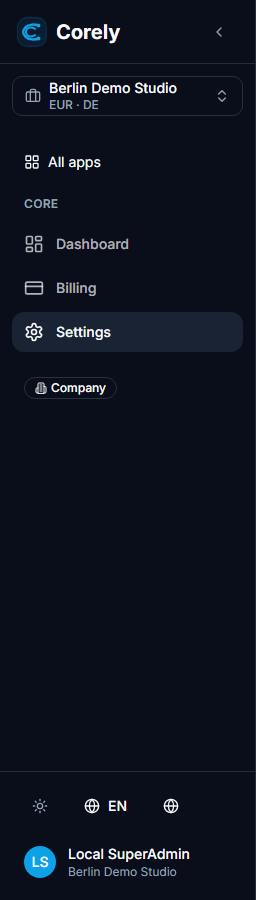 Corely
Berlin Demo Studio
EUR · DE
All apps
CORE
Dashboard
Billing
Settings
Company
EN
LS
Local SuperAdmin
Berlin Demo Studio